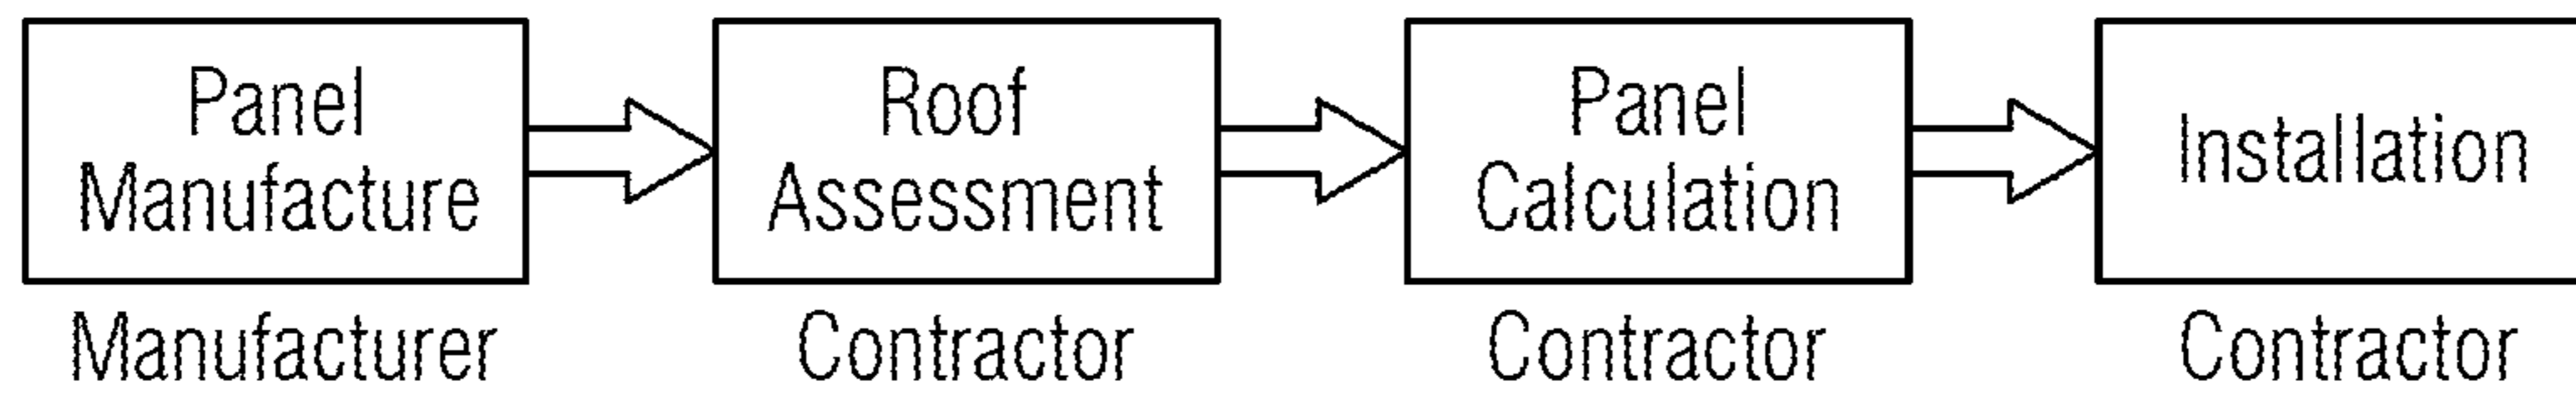 Panel
Manufacture
Manufacturer
Roof
Assessment
Contractor
Panel
Calculation
Contractor
Installation
Contractor